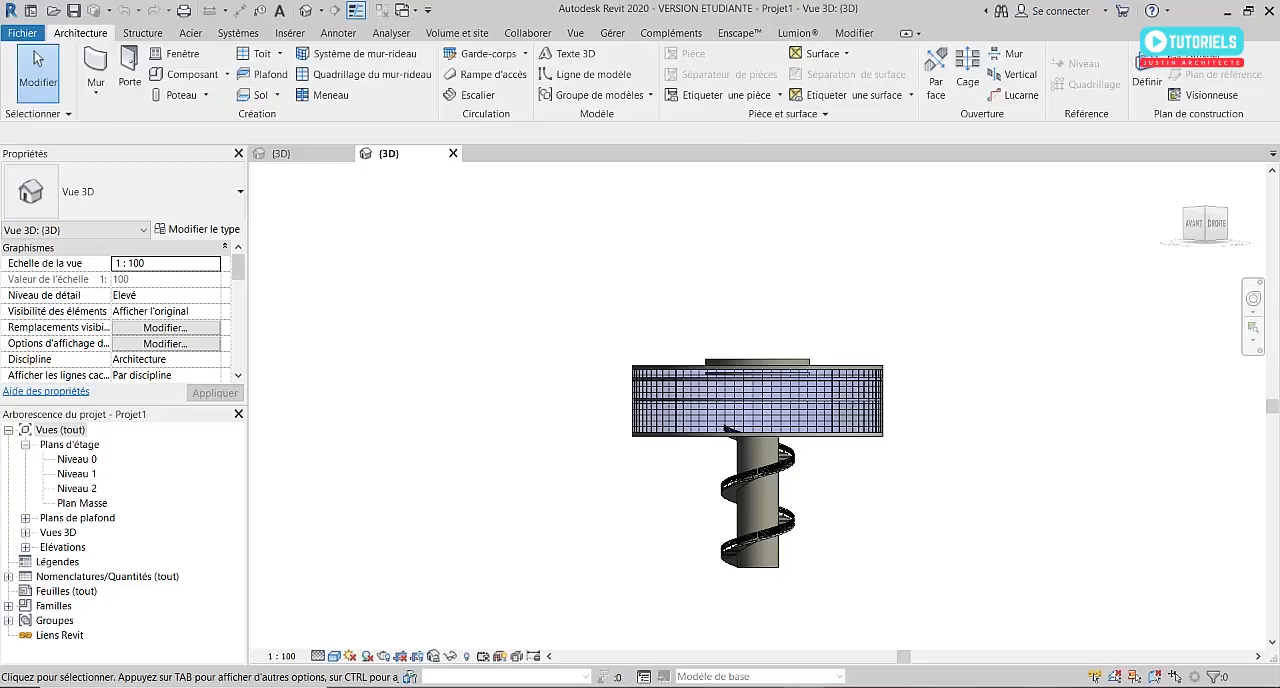 Autodesk Revit 2020 - VERSION ETUDIANTE - Projet1 - Vue 3D: {3D}
Se connecter
Fichier Architecture Structure Acier Systèmes Insérer Annoter Analyser Volume et site Collaborer Vue Gérer Compléments Enscape™ Lumion® Modifier
TUTORIELS
JUSTIN ARCHITECTE
Modifier
Mur
Porte
Fenêtre
Composant
Poteau
Toit
Plafond
Sol
Système de mur-rideau
Quadrillage du mur-rideau
Meneau
Rampe d'accès
Escalier
Texte 3D
Ligne de modèle
Groupe de modèles
Pièce
Séparateur de pièces
Etiqueter une pièce
Surface
Séparation de surface
Etiqueter une surface
Par face
Cage
Mur
Vertical
Lucarne
Niveau
Quadrillage
Définir
Plan de référence
Visionneuse
Sélectionner
Création
Circulation
Modèle
Pièce et surface
Ouverture
Référence
Plan de construction
Propriétés
{3D}
{3D}
Vue 3D
Vue 3D: {3D}
Modifier le type
Graphismes
Echelle de la vue 1 : 100
Valeur de l'échelle 1: 100
Niveau de détail Elevé
Visibilité des éléments Afficher l'original
Remplacements visibi... Modifier...
Options d'affichage d... Modifier...
Discipline Architecture
Afficher les lignes cac... Par discipline
Aide des propriétés
Appliquer
Arborescence du projet - Projet1
Vues (tout)
Plans d'étage
Niveau 0
Niveau 1
Niveau 2
Plan Masse
Plans de plafond
Vues 3D
Elévations
Légendes
Nomenclatures/Quantités (tout)
Feuilles (tout)
Familles
Groupes
Liens Revit
AVANT
DROITE
1 : 100
Cliquez pour sélectionner. Appuyez sur TAB pour afficher d'autres options, sur CTRL pour a
:0
Modèle de base
:0